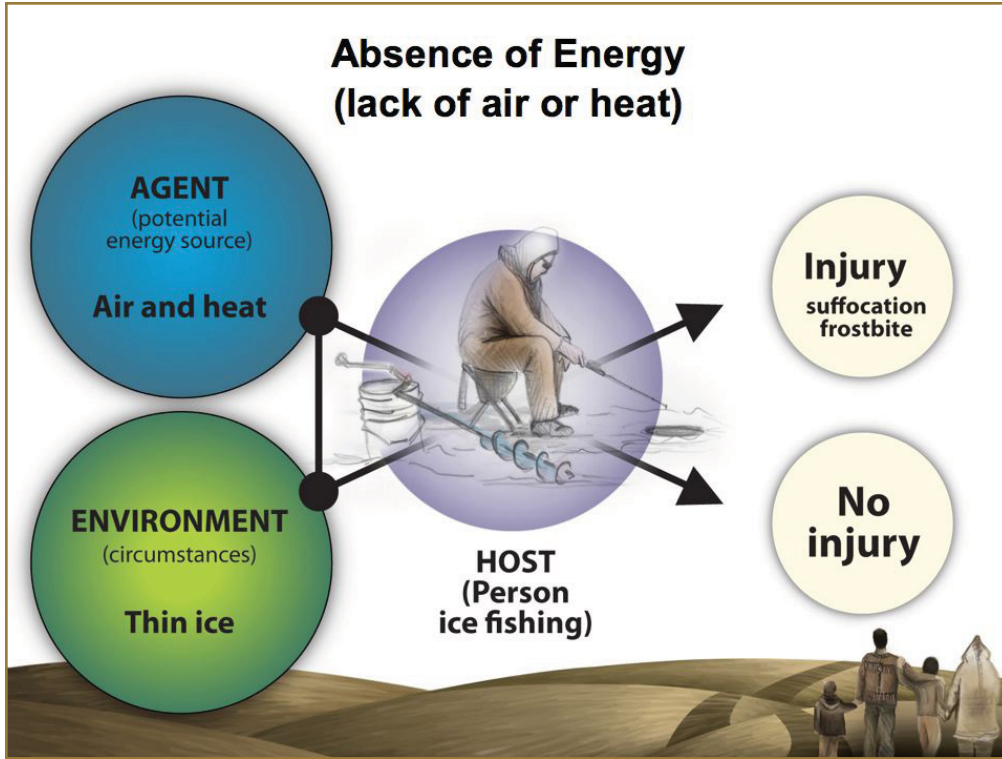 Absence of Energy
(lack of air or heat)
AGENT
(potential
energy source)
Air and heat
ENVIRONMENT
(circumstances)
Thin ice
HOST
(Person
ice fishing)
Injury
suffocation
frostbite
No
injury